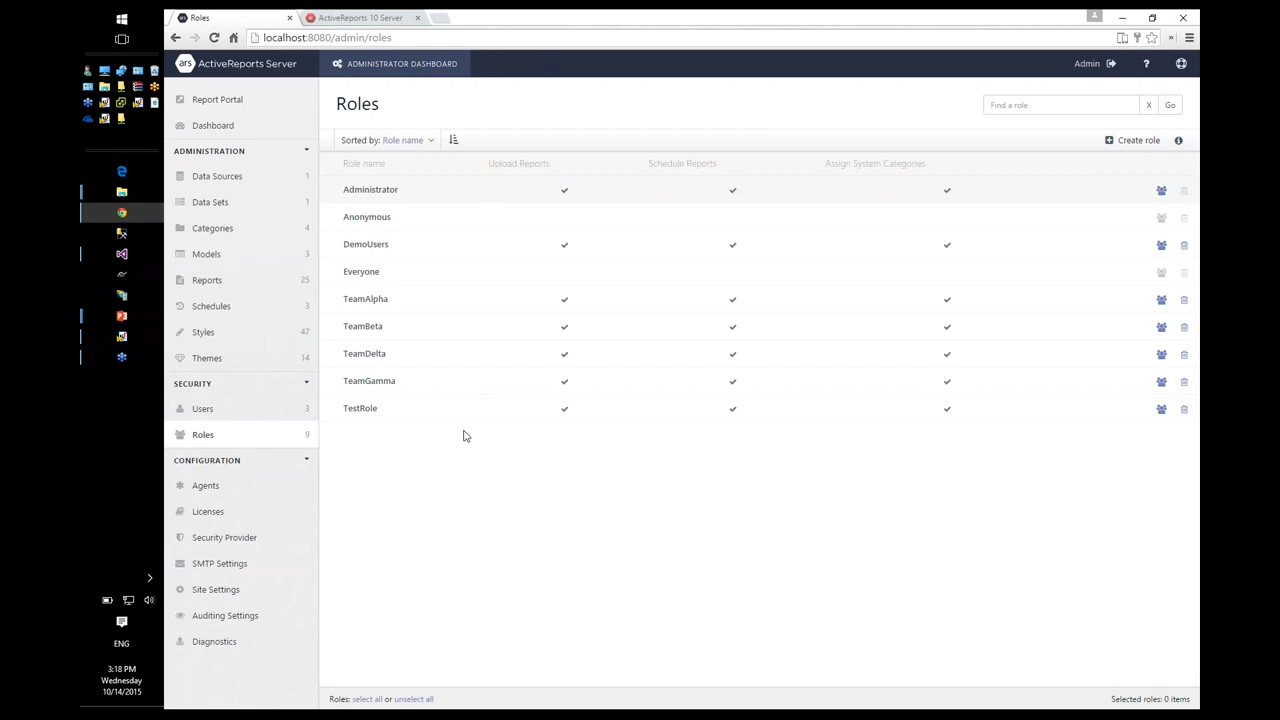 Roles
ActiveReports 10 Server
localhost:8080/admin/roles
ars ActiveReports Server
ADMINISTRATOR DASHBOARD
Admin
?
Report Portal
Dashboard
ADMINISTRATION
Data Sources 1
Data Sets 1
Categories 4
Models 3
Reports 25
Schedules 3
Styles 47
Themes 14
SECURITY
Users 3
Roles 9
CONFIGURATION
Agents
Licenses
Security Provider
SMTP Settings
Site Settings
Auditing Settings
Diagnostics
Roles
Find a role X Go
Sorted by: Role name
Create role
Role name Upload Reports Schedule Reports Assign System Categories
Administrator
Anonymous
DemoUsers
Everyone
TeamAlpha
TeamBeta
TeamDelta
TeamGamma
TestRole
Roles: select all or unselect all
Selected roles: 0 items
ENG
3:18 PM
Wednesday
10/14/2015